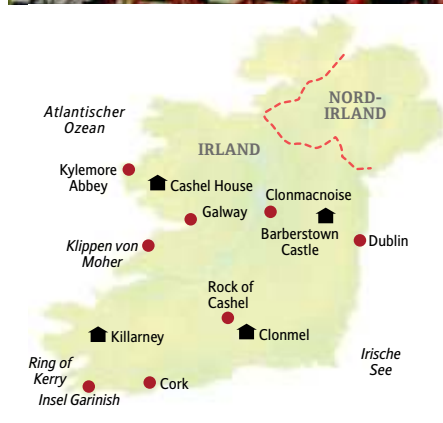 NORD-
IRLAND
Atlantischer
Ozean
IRLAND
Kylemore
Abbey
Cashel House
Clonmacnoise
Galway
Barberstown
Castle
Dublin
Klippen von
Moher
Rock of
Cashel
Killarney
Clonmel
Irische
See
Ring of
Kerry
Insel Garinish
Cork